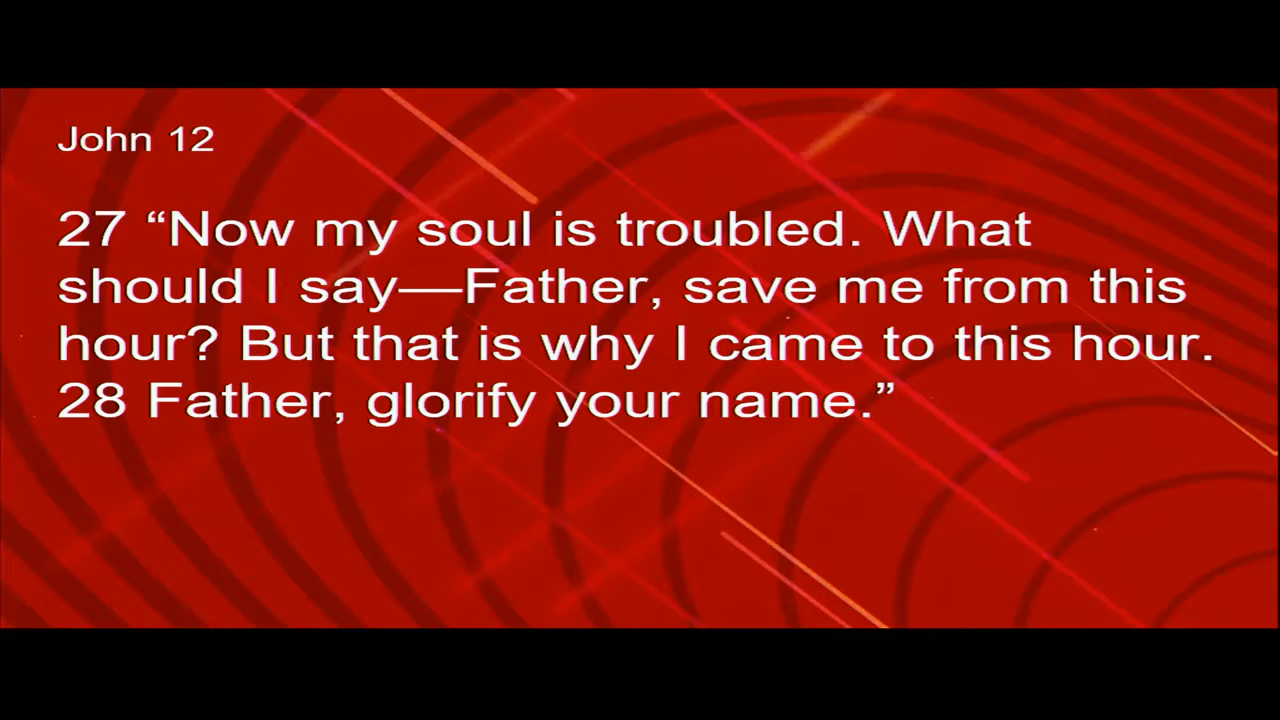 John 12
27 “Now my soul is troubled. What
should I say—Father, save me from this
hour? But that is why I came to this hour.
28 Father, glorify your name.”